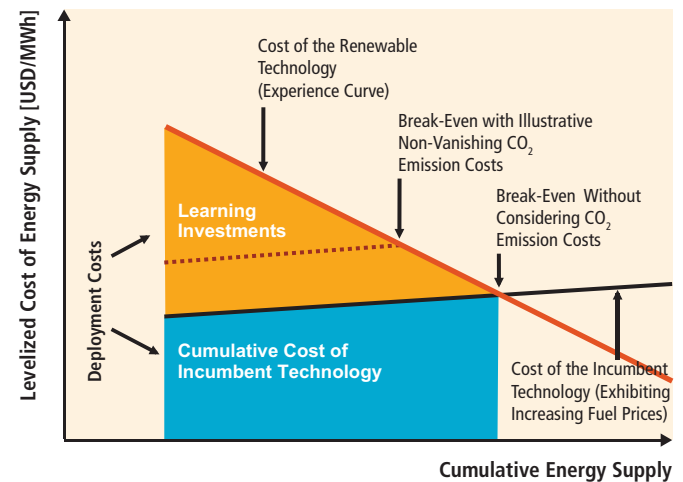 Levelized Cost of Energy Supply [USD/MWh]
Cost of the Renewable
Technology
(Experience Curve)
Break-Even with Illustrative
Non-Vanishing CO₂
Emission Costs
Break-Even Without
Considering CO₂
Emission Costs
Learning
Investments
Deployment Costs
Cumulative Cost of
Incumbent Technology
Cost of the Incumbent
Technology (Exhibiting
Increasing Fuel Prices)
Cumulative Energy Supply